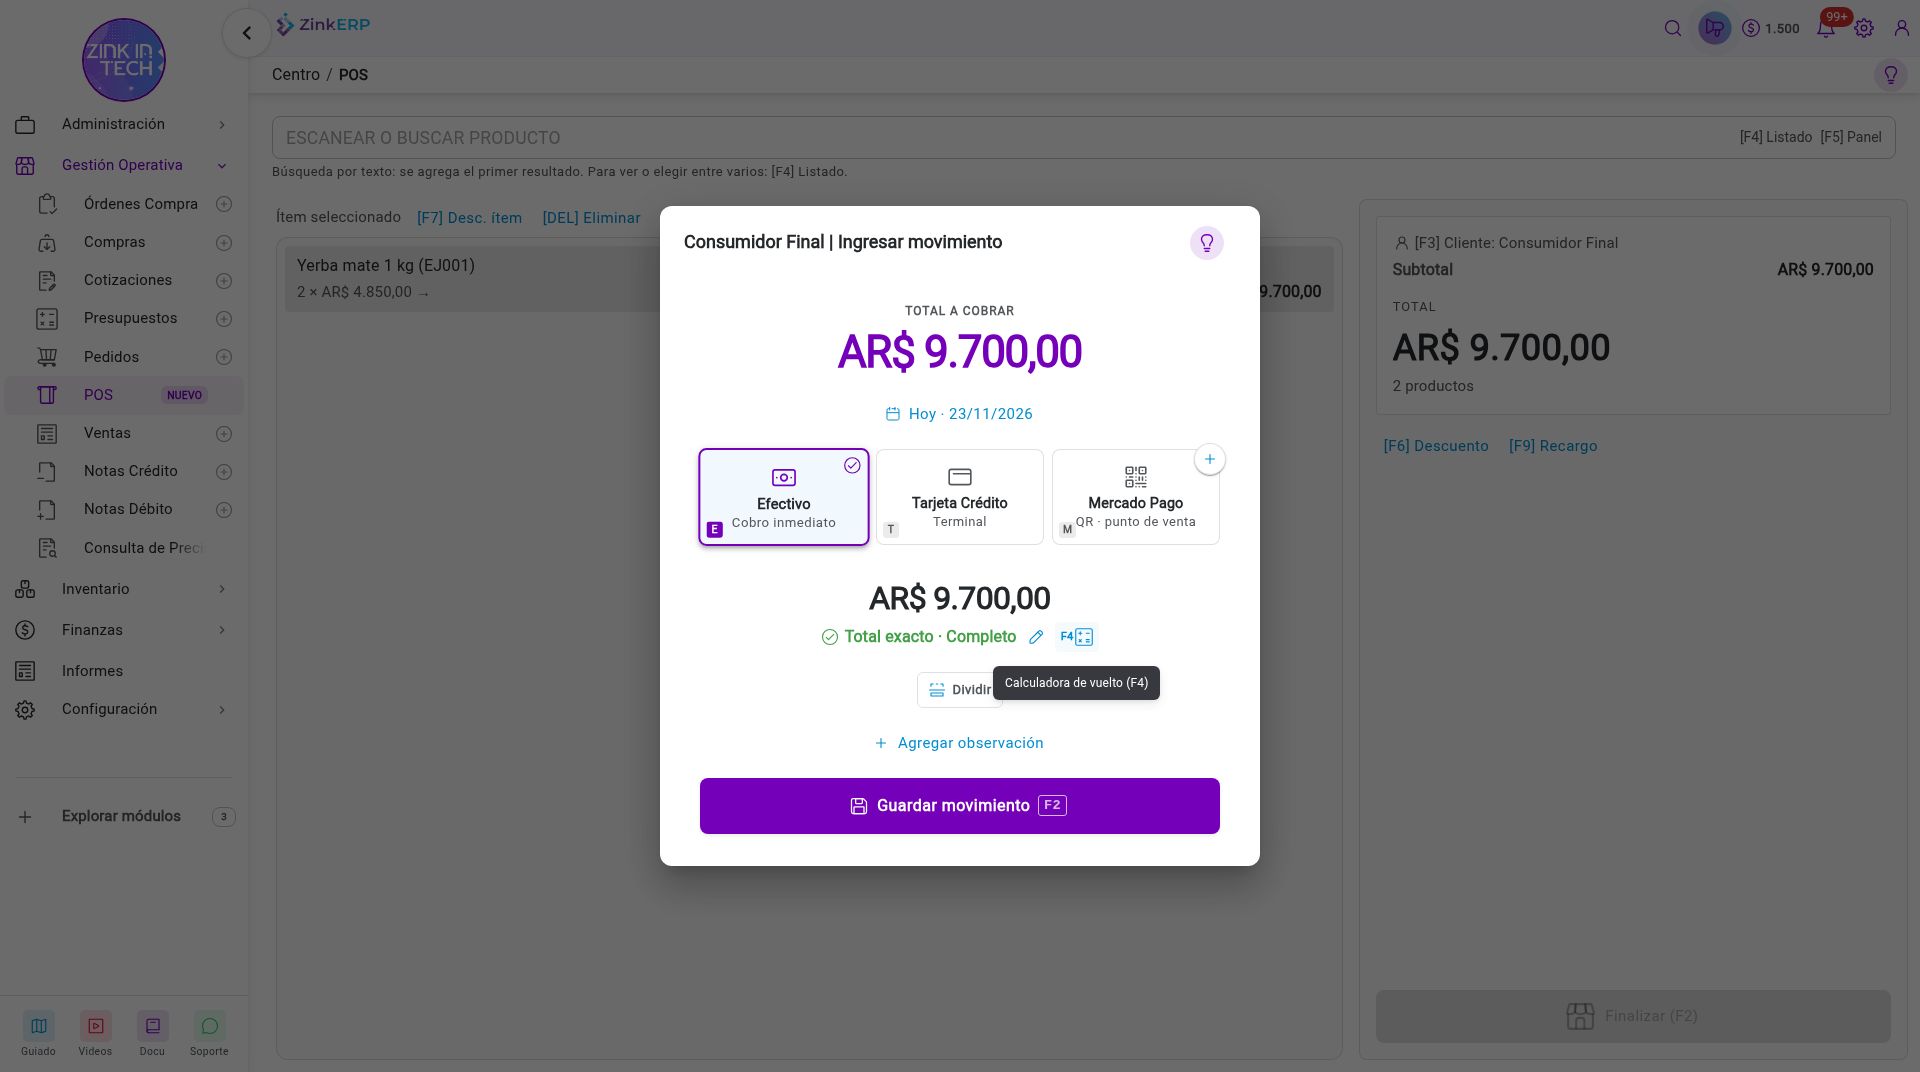 ZINK IN
TECH
ZinkERP
99+
1.500
Centro / POS
Administración
Gestión Operativa
Órdenes Compra
Compras
Cotizaciones
Presupuestos
Pedidos
POS NUEVO
Ventas
Notas Crédito
Notas Débito
Consulta de Preci
Inventario
Finanzas
Informes
Configuración
Explorar módulos 3
Guiado Videos Docu Soporte
ESCANEAR O BUSCAR PRODUCTO [F4] Listado [F5] Panel
Búsqueda por texto: se agrega el primer resultado. Para ver o elegir entre varios: [F4] Listado.
Ítem seleccionado [F7] Desc. ítem [DEL] Eliminar
Yerba mate 1 kg (EJ001)
2 × AR$ 4.850,00 → 9.700,00
Consumidor Final | Ingresar movimiento
TOTAL A COBRAR
AR$ 9.700,00
Hoy · 23/11/2026
Efectivo
Cobro inmediato
E
Tarjeta Crédito
Terminal
T
Mercado Pago
QR · punto de venta
M
AR$ 9.700,00
Total exacto · Completo F4
Dividir
Calculadora de vuelto (F4)
Agregar observación
Guardar movimiento F2
[F3] Cliente: Consumidor Final
Subtotal AR$ 9.700,00
TOTAL
AR$ 9.700,00
2 productos
[F6] Descuento [F9] Recargo
Finalizar (F2)